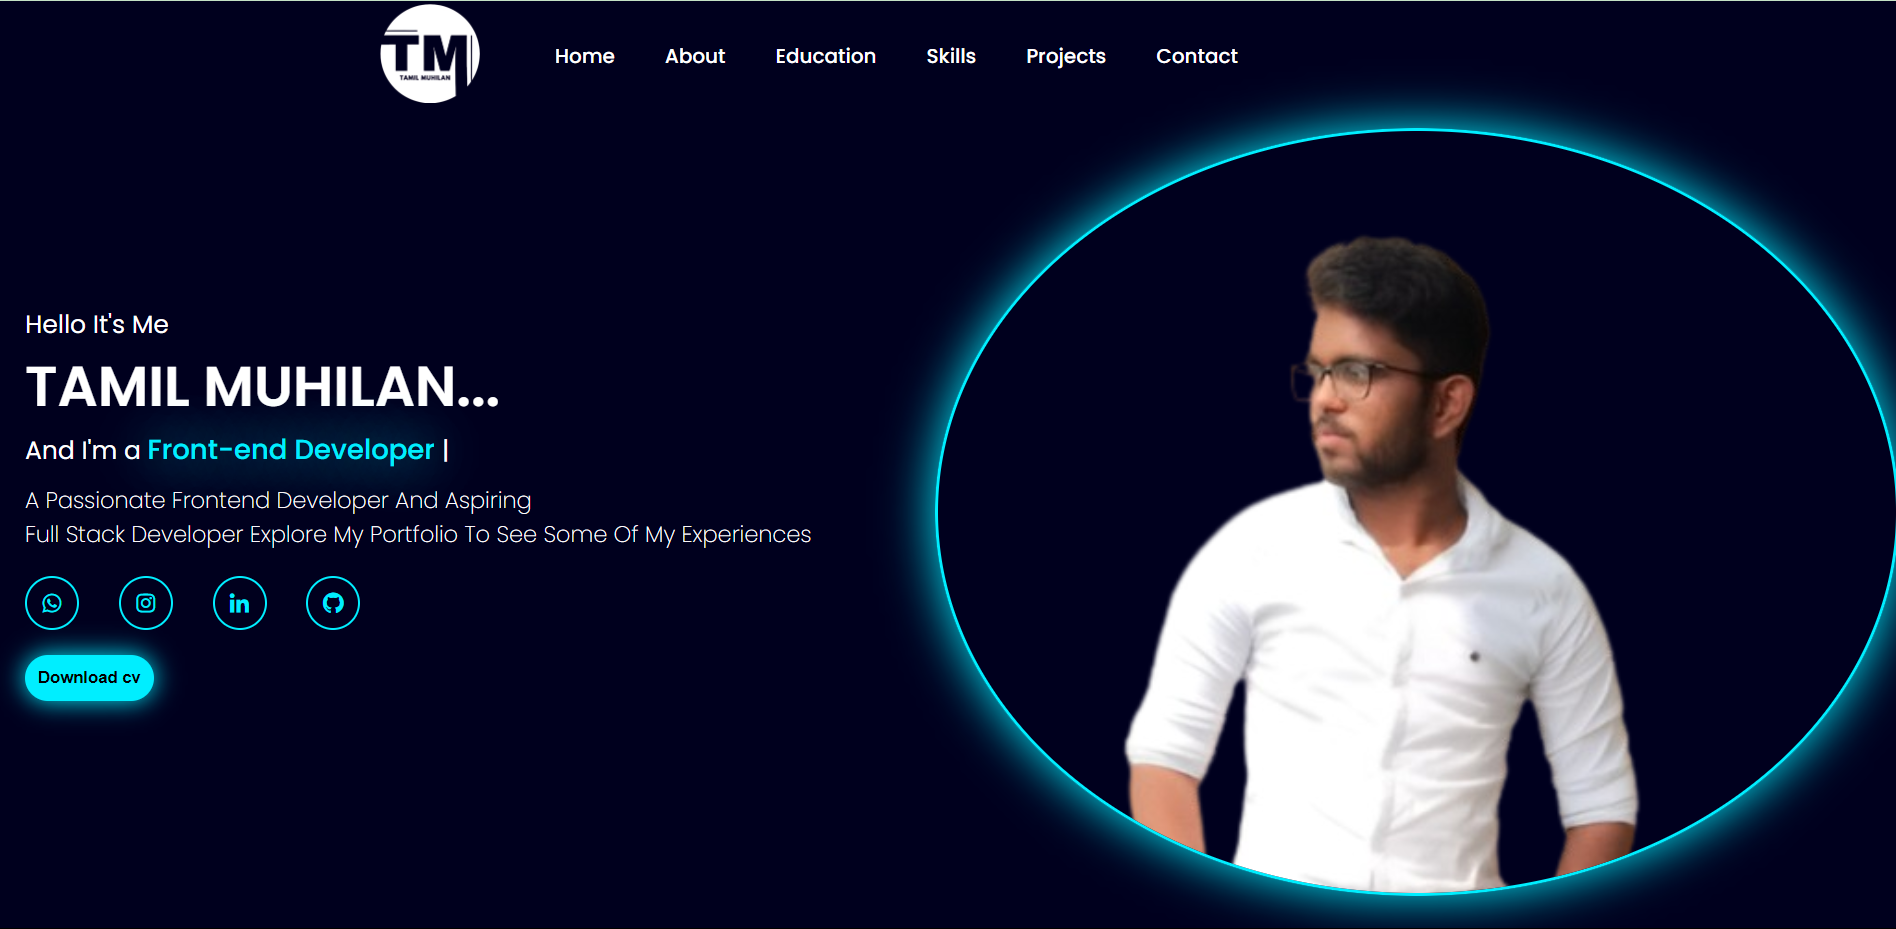 TM
TAMIL MUHILAN
Home About Education Skills Projects Contact
Hello It's Me
TAMIL MUHILAN...
And I'm a Front-end Developer |
A Passionate Frontend Developer And Aspiring
Full Stack Developer Explore My Portfolio To See Some Of My Experiences
in
Download cv